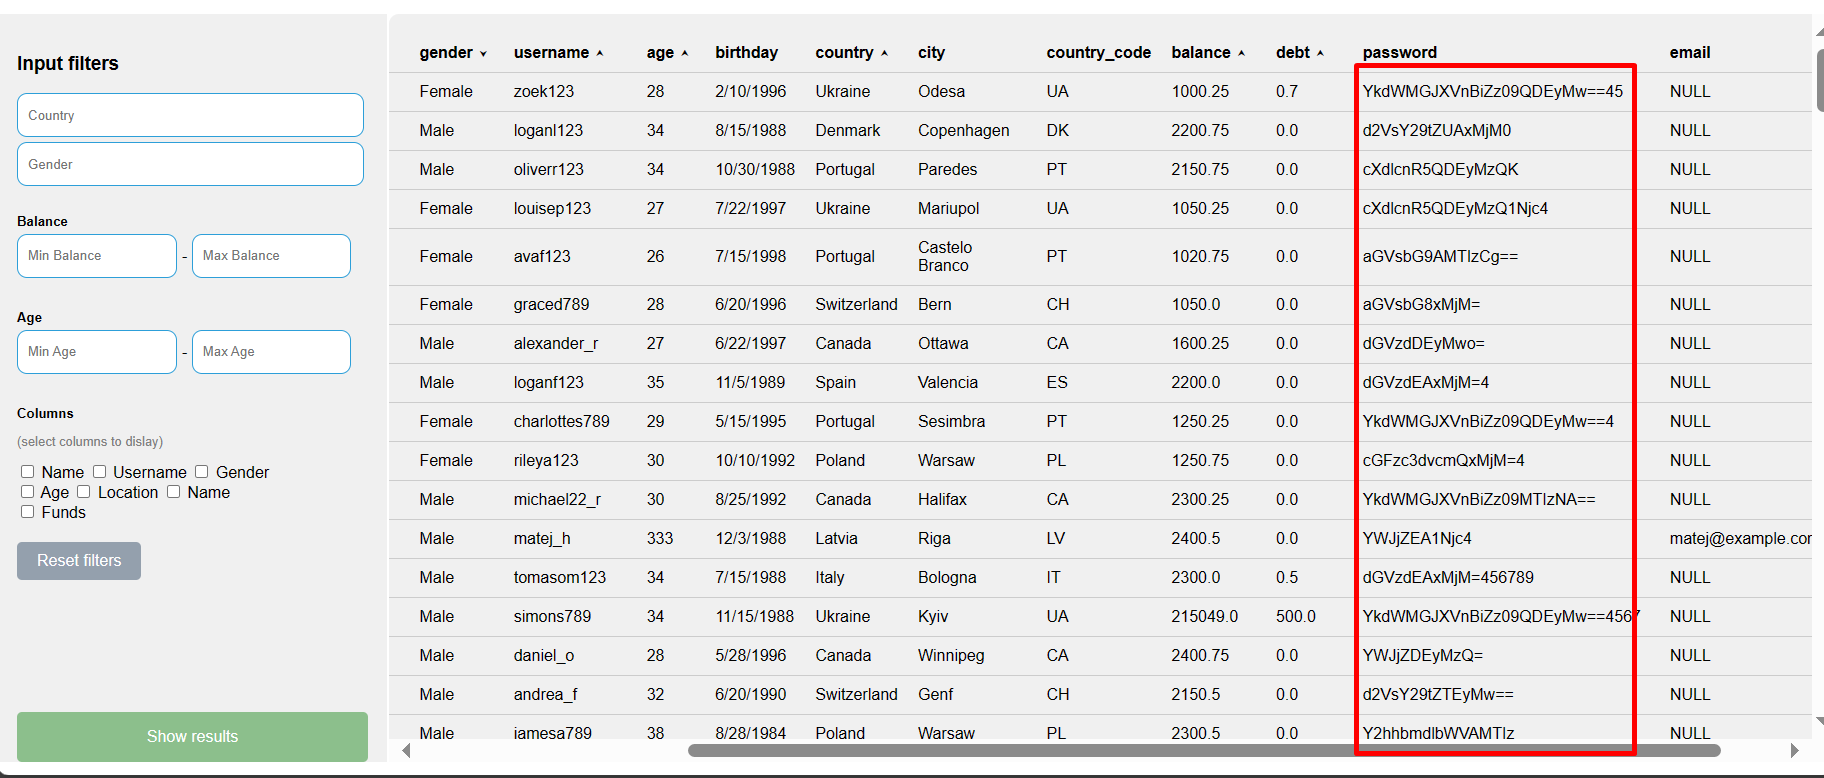 Input filters
Country
Gender
Balance
Min Balance - Max Balance
Age
Min Age - Max Age
Columns
(select columns to dislay)
Name Username Gender
Age Location Name
Funds
Reset filters
Show results
gender username age birthday country city country_code balance debt password email
Female zoek123 28 2/10/1996 Ukraine Odesa UA 1000.25 0.7 YkdWMGJXVnBiZz09QDEyMw==45 NULL
Male loganl123 34 8/15/1988 Denmark Copenhagen DK 2200.75 0.0 d2VsY29tZUAxMjM0 NULL
Male oliverr123 34 10/30/1988 Portugal Paredes PT 2150.75 0.0 cXdlcnR5QDEyMzQK NULL
Female louisep123 27 7/22/1997 Ukraine Mariupol UA 1050.25 0.0 cXdlcnR5QDEyMzQ1Njc4 NULL
Female avaf123 26 7/15/1998 Portugal Castelo Branco PT 1020.75 0.0 aGVsbG9AMTIzCg== NULL
Female graced789 28 6/20/1996 Switzerland Bern CH 1050.0 0.0 aGVsbG8xMjM= NULL
Male alexander_r 27 6/22/1997 Canada Ottawa CA 1600.25 0.0 dGVzdDEyMwo= NULL
Male loganf123 35 11/5/1989 Spain Valencia ES 2200.0 0.0 dGVzdEAxMjM=4 NULL
Female charlottes789 29 5/15/1995 Portugal Sesimbra PT 1250.25 0.0 YkdWMGJXVnBiZz09QDEyMw==4 NULL
Female rileya123 30 10/10/1992 Poland Warsaw PL 1250.75 0.0 cGFzc3dvcmQxMjM=4 NULL
Male michael22_r 30 8/25/1992 Canada Halifax CA 2300.25 0.0 YkdWMGJXVnBiZz09MTIzNA== NULL
Male matej_h 333 12/3/1988 Latvia Riga LV 2400.5 0.0 YWJjZEA1Njc4 matej@example.cor
Male tomasom123 34 7/15/1988 Italy Bologna IT 2300.0 0.5 dGVzdEAxMjM=456789 NULL
Male simons789 34 11/15/1988 Ukraine Kyiv UA 215049.0 500.0 YkdWMGJXVnBiZz09QDEyMw==4567 NULL
Male daniel_o 28 5/28/1996 Canada Winnipeg CA 2400.75 0.0 YWJjZDEyMzQ= NULL
Male andrea_f 32 6/20/1990 Switzerland Genf CH 2150.5 0.0 d2VsY29tZTEyMw== NULL
Male jamesa789 38 8/28/1984 Poland Warsaw PL 2300.5 0.0 Y2hhbmdlbWVAMTIz NULL